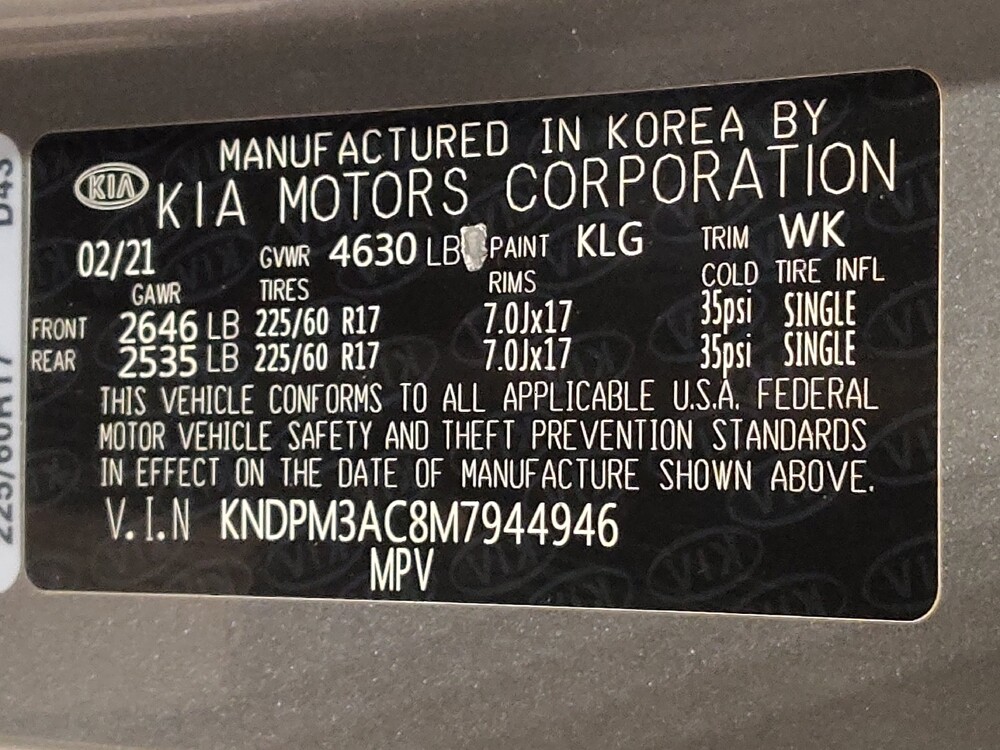 MANUFACTURED IN KOREA BY
KIA KIA MOTORS CORPORATION
02/21 GVWR 4630 LB PAINT KLG TRIM WK
GAWR TIRES RIMS COLD TIRE INFL
FRONT 2646 LB 225/60 R17 7.0Jx17 35psi SINGLE
REAR 2535 LB 225/60 R17 7.0Jx17 35psi SINGLE
THIS VEHICLE CONFORMS TO ALL APPLICABLE U.S.A. FEDERAL
MOTOR VEHICLE SAFETY AND THEFT PREVENTION STANDARDS
IN EFFECT ON THE DATE OF MANUFACTURE SHOWN ABOVE.
V.I.N KNDPM3AC8M7944946
MPV
225/60R17